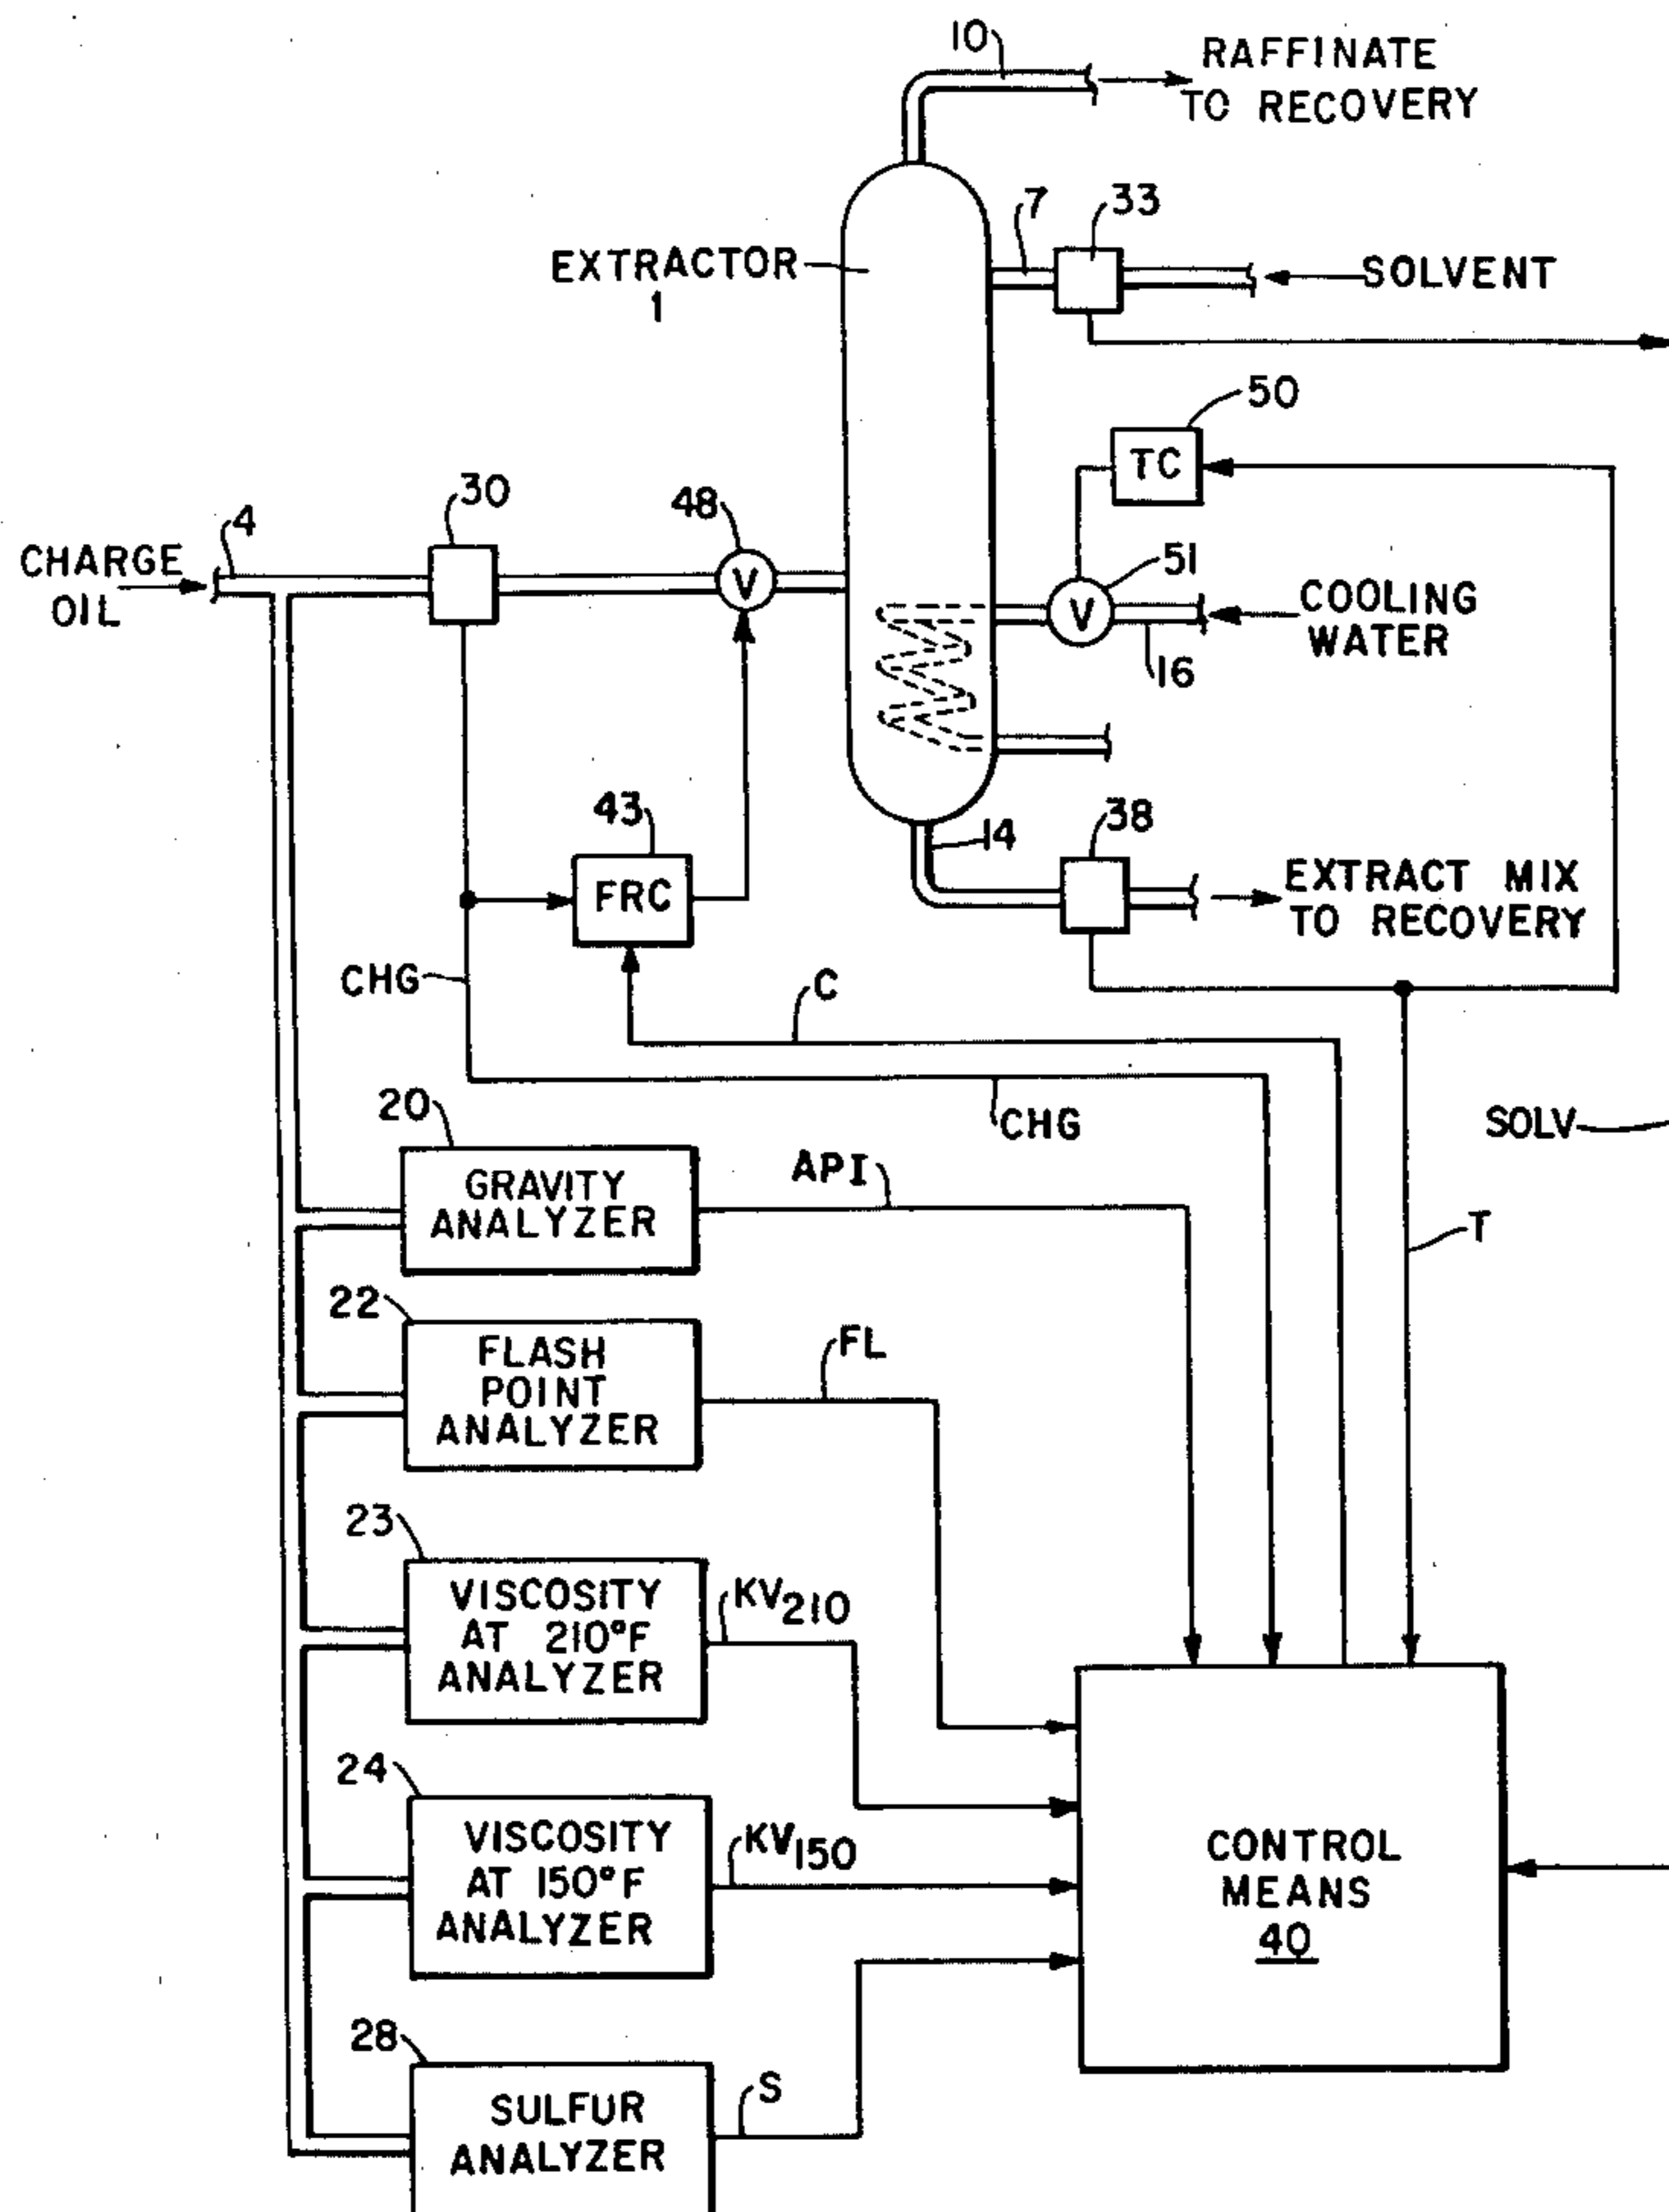 10
RAFFINATE
TO RECOVERY
7
33
EXTRACTOR
1
SOLVENT
50
TC
30
48
4
CHARGE
OIL
V
51
V
COOLING
WATER
16
43
FRC
14
38
EXTRACT MIX
TO RECOVERY
CHG
C
CHG
SOLV
20
GRAVITY
ANALYZER
API
T
22
FLASH
POINT
ANALYZER
FL
23
VISCOSITY
AT 210°F
ANALYZER
KV210
24
VISCOSITY
AT 150°F
ANALYZER
KV150
CONTROL
MEANS
40
28
SULFUR
ANALYZER
S